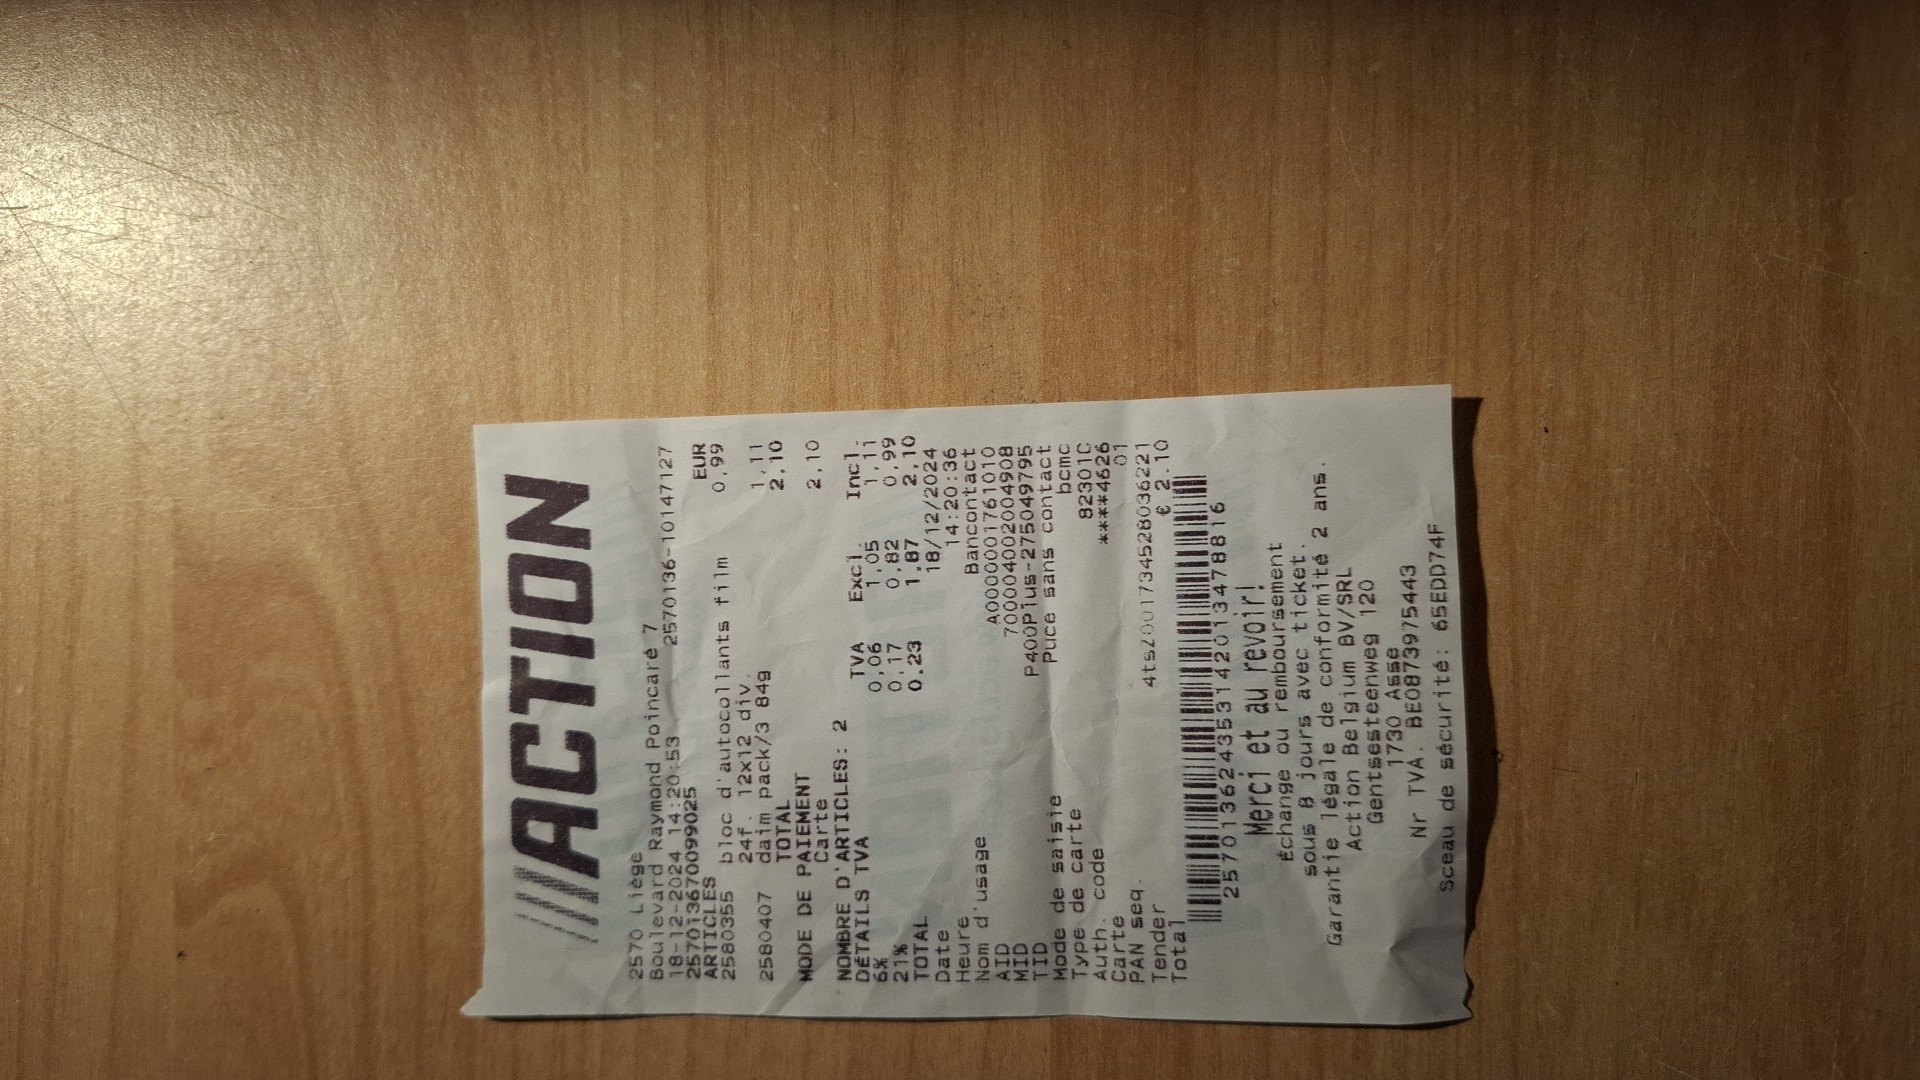 ACTION
2570 Liège
Boulevard Raymond Poincaré 7
18-12-2024 14:20:53 2570136-10147127
257013670099025
ARTICLES EUR
2580355 bloc d'autocollants film 0,99
24f. 12x12 div.
2580407 daim pack/3 84g 1,11
TOTAL 2,10
MODE DE PAIEMENT
Carte 2,10
NOMBRE D'ARTICLES: 2
DÉTAILS TVA TVA Excl. Incl.
6% 0,06 1,05 1,11
21% 0,17 0,82 0,99
TOTAL 0,23 1,87 2,10
Date 18/12/2024
Heure 14:20:36
Nom d'usage Bancontact
AID A0000001761010
MID 700004002004908
TID P400Plus-275049795
Mode de saisie Puce sans contact
Type de carte bcmc
Auth. code 82301C
Carte ****4626
PAN seq. 01
Tender 4ts2001734528036221
Total € 2.10
257013624353142013478816
Merci et au revoir!
échange ou remboursement
sous 8 jours avec ticket.
Garantie légale de conformité 2 ans.
Action Belgium BV/SRL
Gentsesteenweg 120
1730 Asse
Nr TVA. BE0873975443
Sceau de sécurité: 65EDD74F